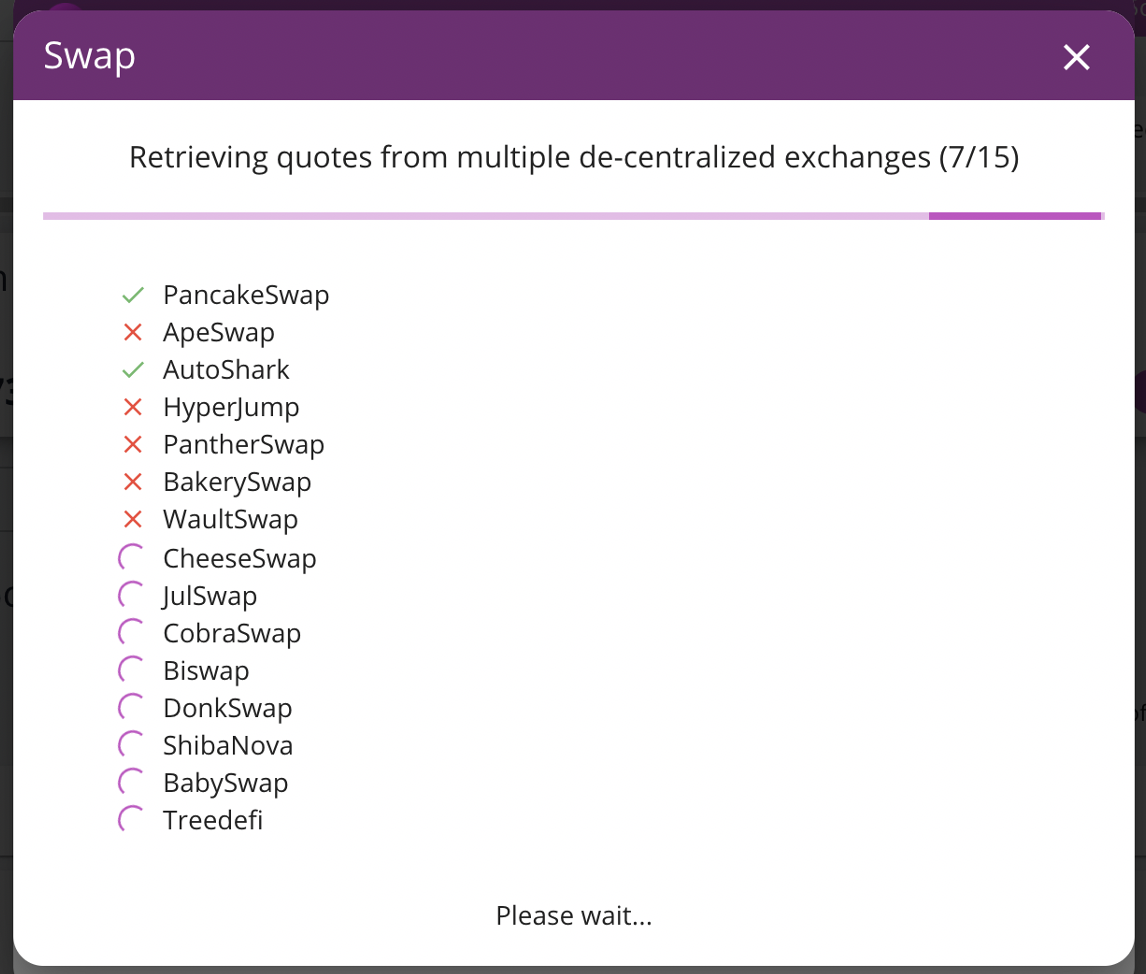 Swap
Retrieving quotes from multiple de-centralized exchanges (7/15)
PancakeSwap
ApeSwap
AutoShark
HyperJump
PantherSwap
BakerySwap
WaultSwap
CheeseSwap
JulSwap
CobraSwap
Biswap
DonkSwap
ShibaNova
BabySwap
Treedefi
Please wait...